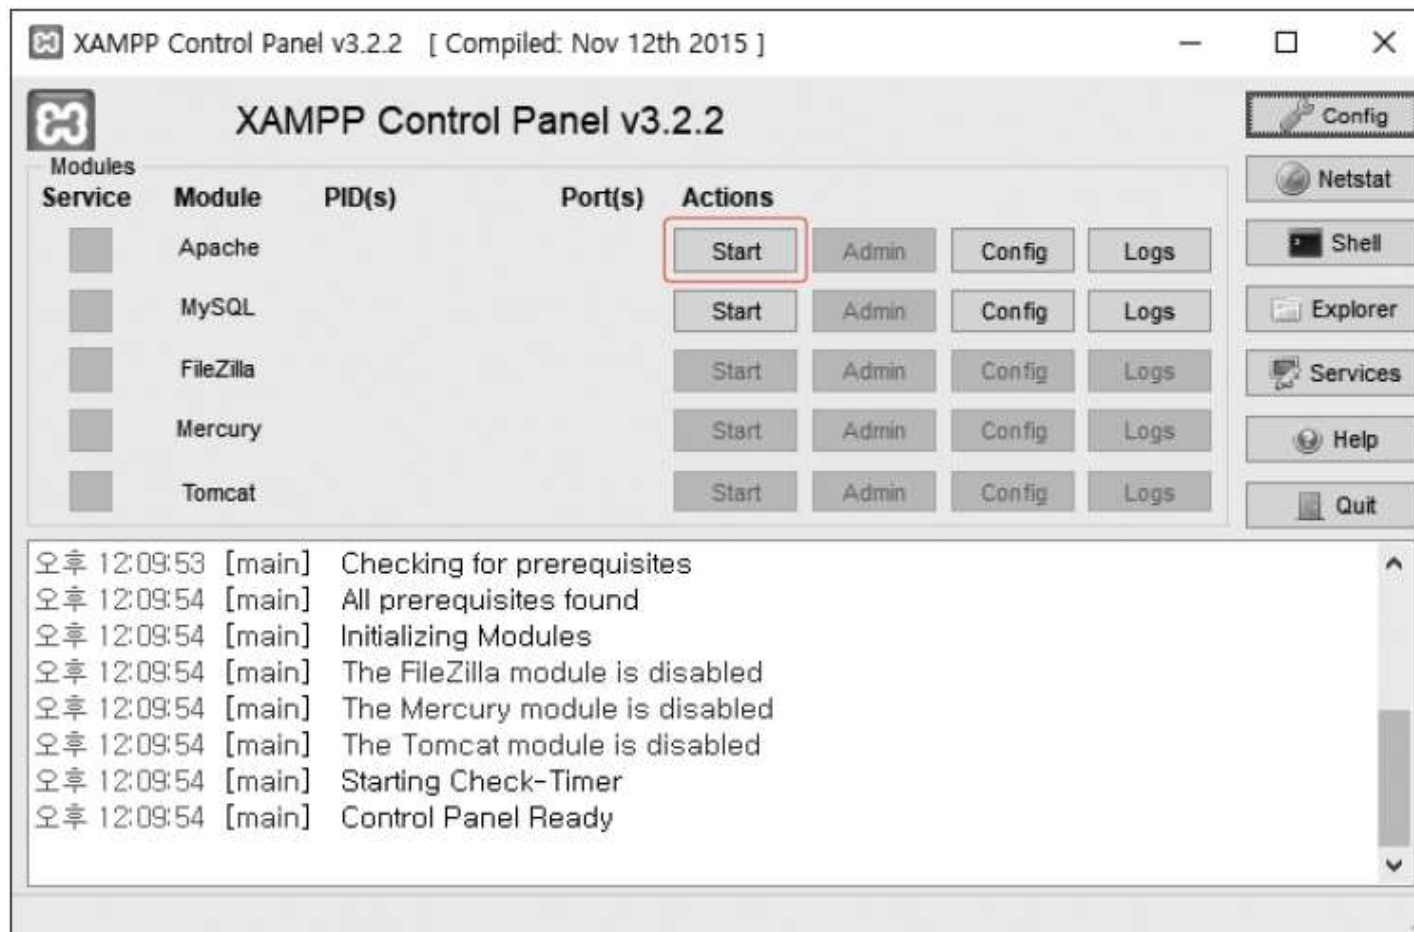 XAMPP Control Panel v3.2.2 [ Compiled: Nov 12th 2015 ]
XAMPP Control Panel v3.2.2
Config
Modules
Service Module PID(s) Port(s) Actions
Netstat
Apache Start Admin Config Logs
Shell
MySQL Start Admin Config Logs
Explorer
FileZilla Start Admin Config Logs
Services
Mercury Start Admin Config Logs
Help
Tomcat Start Admin Config Logs
Quit
오후 12:09:53 [main] Checking for prerequisites
오후 12:09:54 [main] All prerequisites found
오후 12:09:54 [main] Initializing Modules
오후 12:09:54 [main] The FileZilla module is disabled
오후 12:09:54 [main] The Mercury module is disabled
오후 12:09:54 [main] The Tomcat module is disabled
오후 12:09:54 [main] Starting Check-Timer
오후 12:09:54 [main] Control Panel Ready